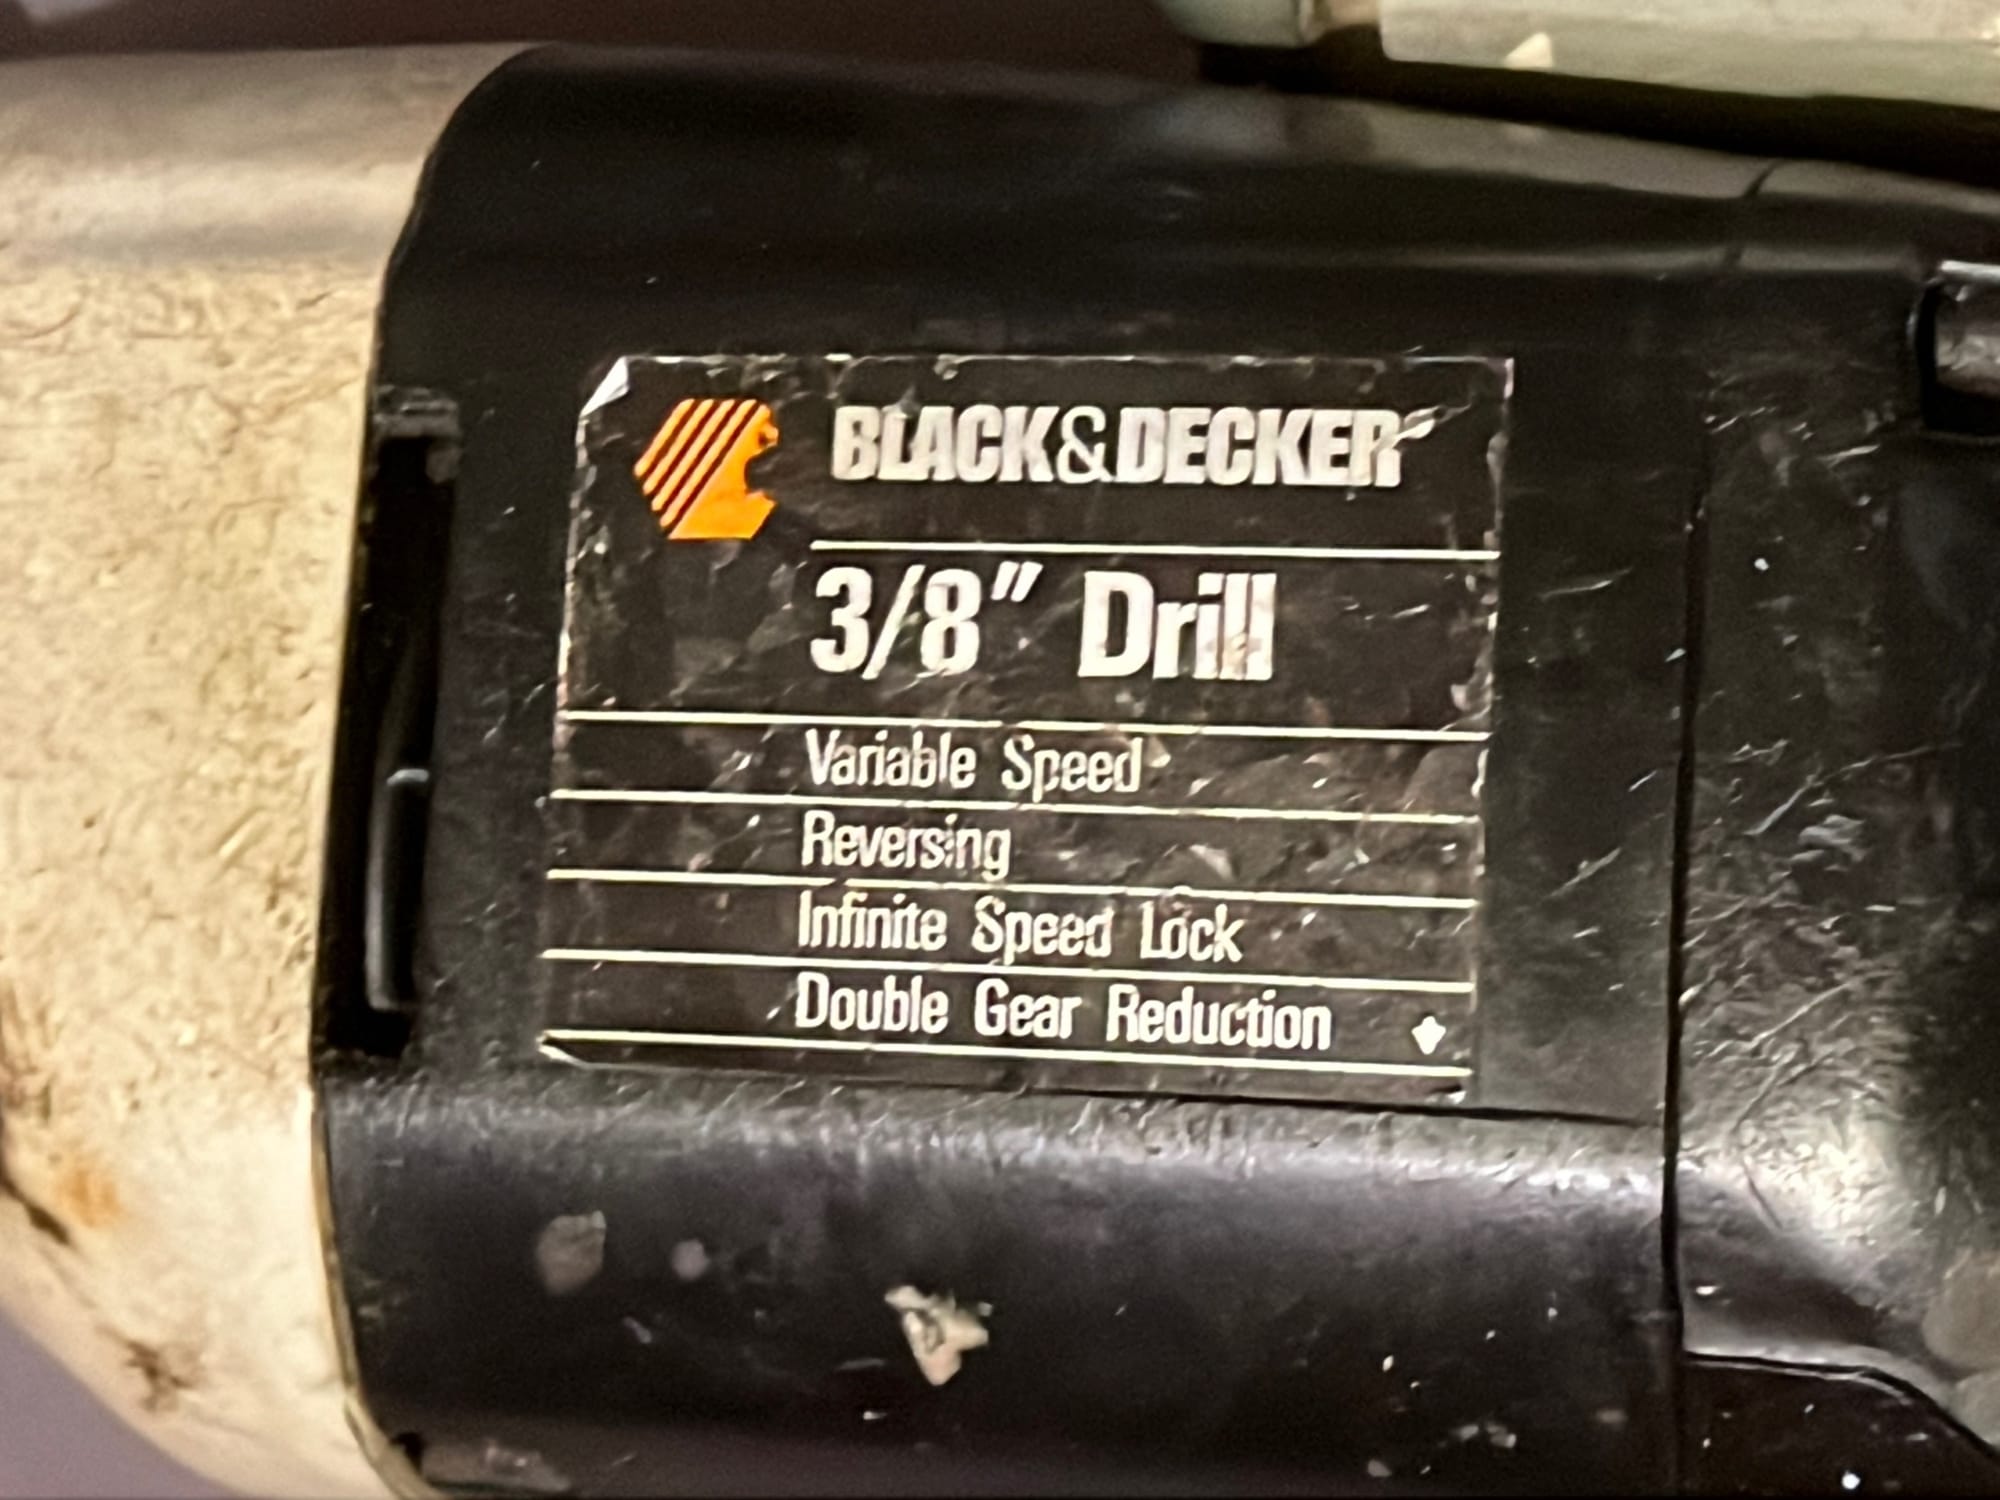 BLACK&DECKER
3/8" Drill
Variable Speed
Reversing
Infinite Speed Lock
Double Gear Reduction